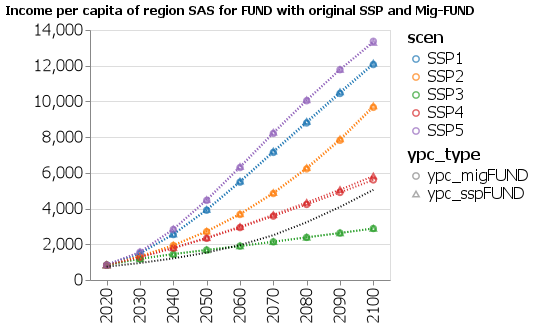 Income per capita of region SAS for FUND with original SSP and Mig-FUND
14,000
12,000
10,000
8,000
6,000
4,000
2,000
0
2020
2030
2040
2050
2060
2070
2080
2090
2100
scen
SSP1
SSP2
SSP3
SSP4
SSP5
ypc_type
ypc_migFUND
ypc_sspFUND